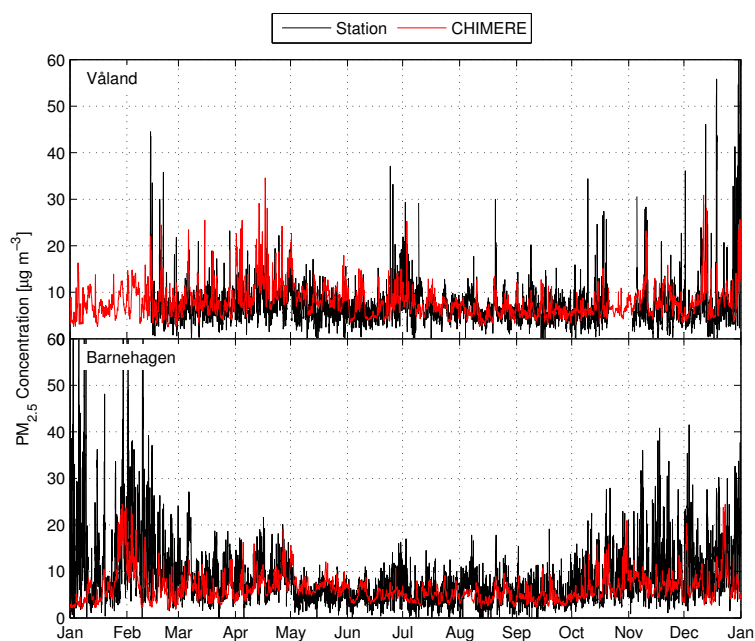 Station CHIMERE
60
Våland
50
40
30
20
10
60
Barnehagen
50
40
30
20
10
0
PM2.5 Concentration [µg m−3]
Jan Feb Mar Apr May Jun Jul Aug Sep Oct Nov Dec Jan